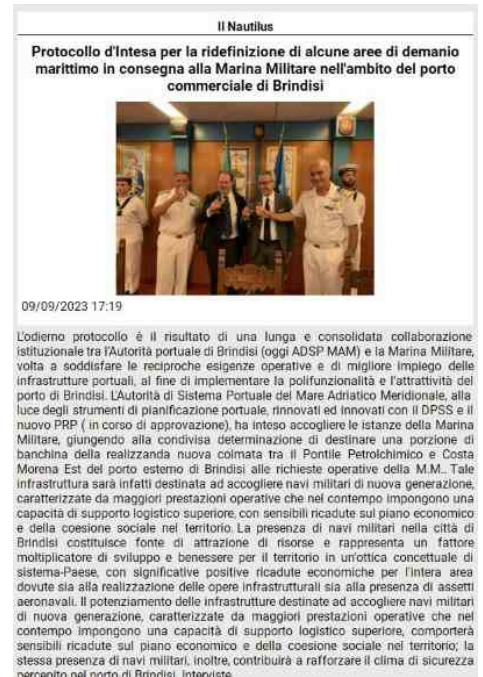 Il Nautilus
Protocollo d'Intesa per la ridefinizione di alcune aree di demanio
marittimo in consegna alla Marina Militare nell'ambito del porto
commerciale di Brindisi
09/09/2023 17:19
L'odierno protocollo è il risultato di una lunga e consolidata collaborazione
istituzionale tra l'Autorità portuale di Brindisi (oggi ADSP MAM) e la Marina Militare,
volta a soddisfare le reciproche esigenze operative e di migliore impiego delle
infrastrutture portuali, al fine di implementare la polifunzionalità e l'attrattività del
porto di Brindisi. L'Autorità di Sistema Portuale del Mare Adriatico Meridionale, alla
luce degli strumenti di pianificazione portuale, rinnovati ed innovati con il DPSS e il
nuovo PRP ( in corso di approvazione), ha inteso accogliere le istanze della Marina
Militare, giungendo alla condivisa determinazione di destinare una porzione di
banchina della realizzanda nuova colmata tra il Pontile Petrolchimico e Costa
Morena Est del porto esterno di Brindisi alle richieste operative della M.M.. Tale
infrastruttura sarà infatti destinata ad accogliere navi militari di nuova generazione,
caratterizzate da maggiori prestazioni operative che nel contempo impongono una
capacità di supporto logistico superiore, con sensibili ricadute sul piano economico
e della coesione sociale nel territorio. La presenza di navi militari nella città di
Brindisi costituisce fonte di attrazione di risorse e rappresenta un fattore
moltiplicatore di sviluppo e benessere per il territorio in un'ottica concettuale di
sistema-Paese, con significative positive ricadute economiche per l'intera area
dovute sia alla realizzazione delle opere infrastrutturali sia alla presenza di assetti
aeronavali. Il potenziamento delle infrastrutture destinate ad accogliere navi militari
di nuova generazione, caratterizzate da maggiori prestazioni operative che nel
contempo impongono una capacità di supporto logistico superiore, comporterà
sensibili ricadute sul piano economico e della coesione sociale nel territorio; la
stessa presenza di navi militari, inoltre, contribuirà a rafforzare il clima di sicurezza
percepito nel porto di Brindisi. Interviste